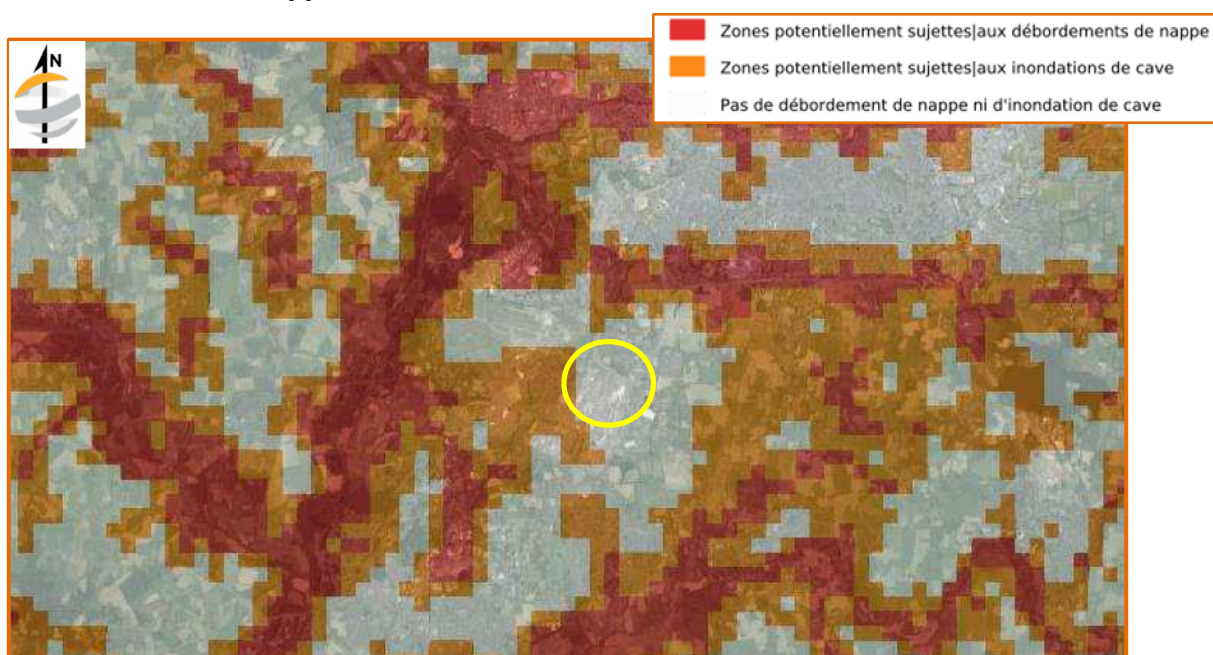 Zones potentiellement sujettes|aux débordements de nappe
Zones potentiellement sujettes|aux inondations de cave
Pas de débordement de nappe ni d'inondation de cave
N